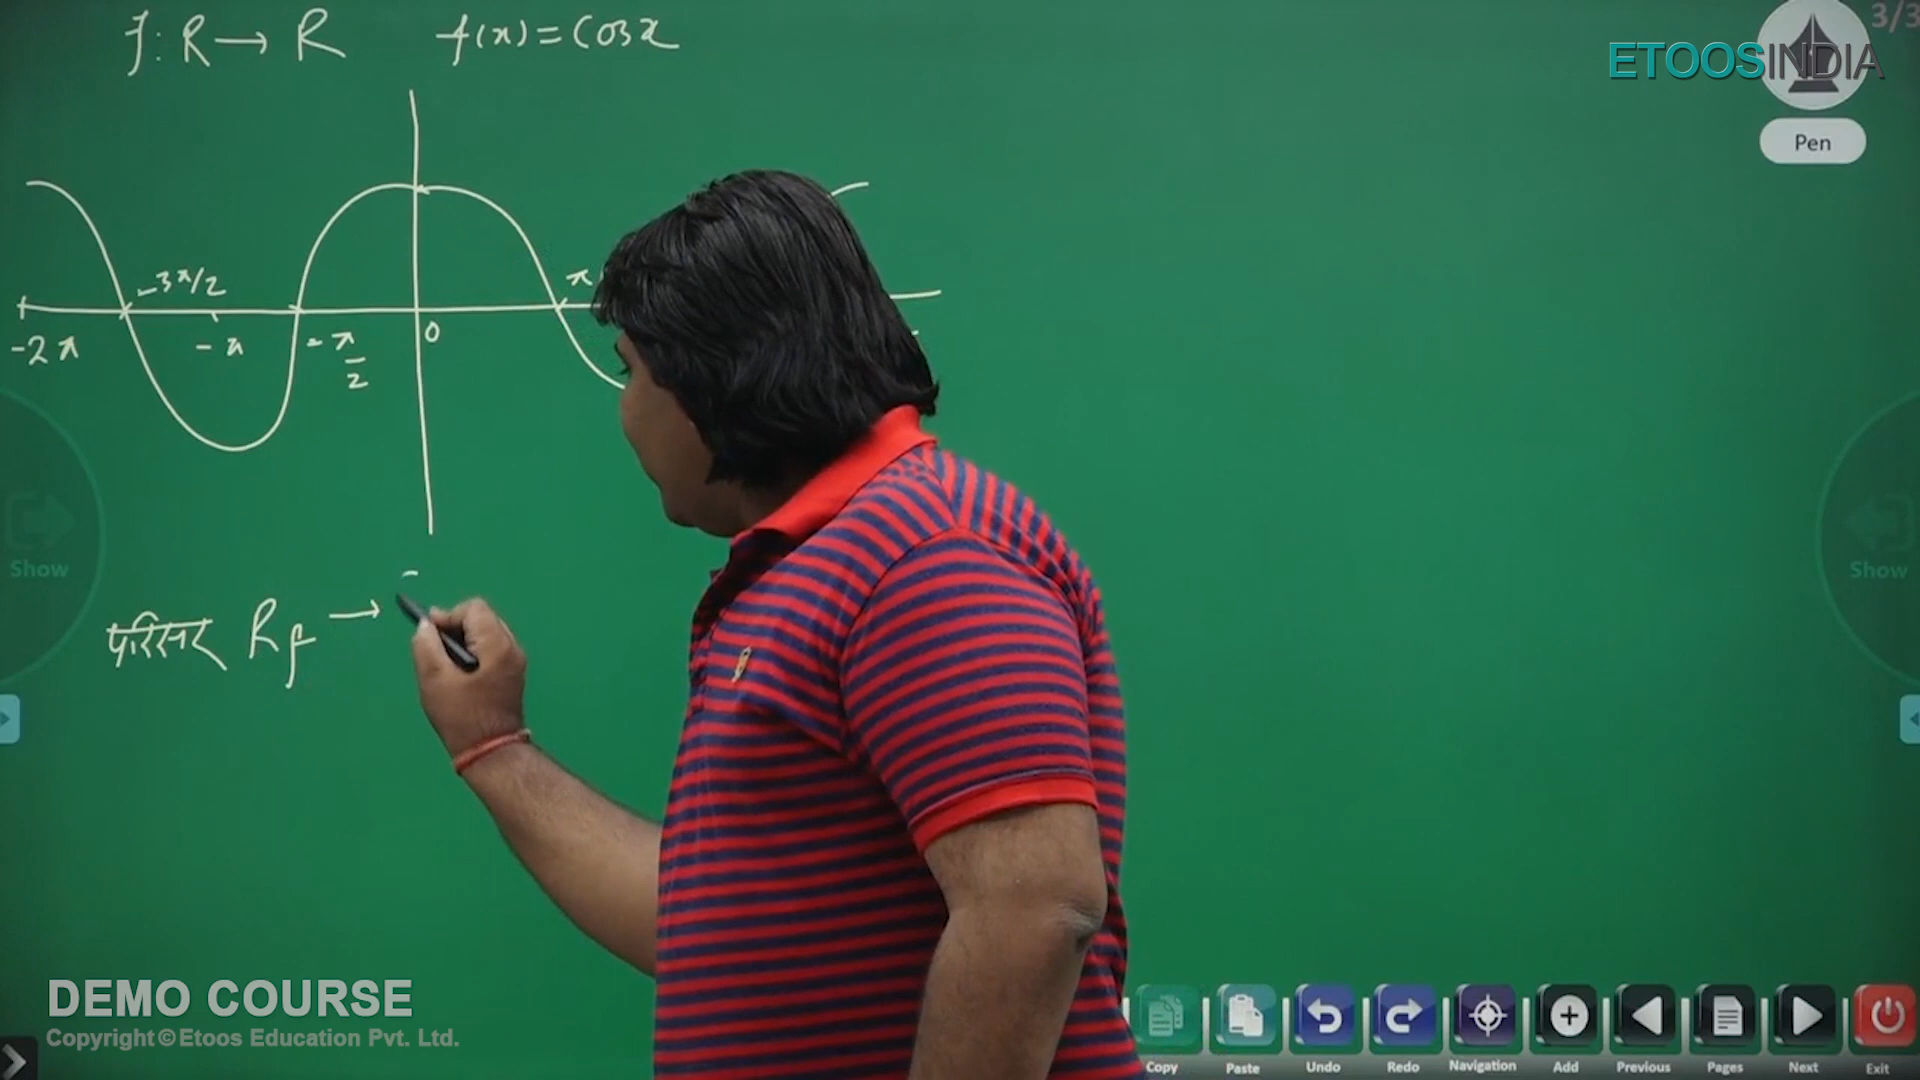 f: R → R f(x) = Cos x
3/3
ETOOSINDIA
Pen
-3π/2
π
-2π
-π
-π/2
0
Show
Show
परिसर Rf →
DEMO COURSE
Copyright © Etoos Education Pvt. Ltd.
Copy Paste Undo Redo Navigation Add Previous Pages Next Exit